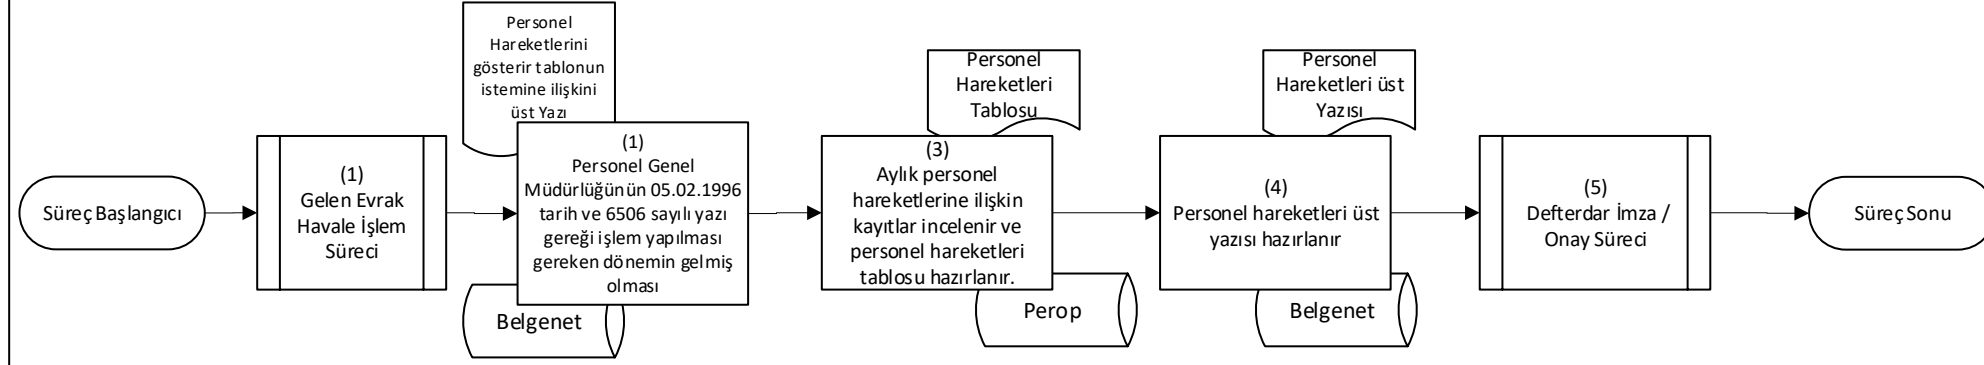 Süreç Başlangıcı
(1)
Gelen Evrak
Havale İşlem
Süreci
Personel
Hareketlerini
gösterir tablonun
istemine ilişkini
üst Yazı
(1)
Personel Genel
Müdürlüğünün 05.02.1996
tarih ve 6506 sayılı yazı
gereği işlem yapılması
gereken dönemin gelmiş
olması
Belgenet
Personel
Hareketleri
Tablosu
(3)
Aylık personel
hareketlerine ilişkin
kayıtlar incelenir ve
personel hareketleri
tablosu hazırlanır.
Perop
Personel
Hareketleri üst
Yazısı
(4)
Personel hareketleri üst
yazısı hazırlanır
Belgenet
(5)
Defterdar İmza /
Onay Süreci
Süreç Sonu